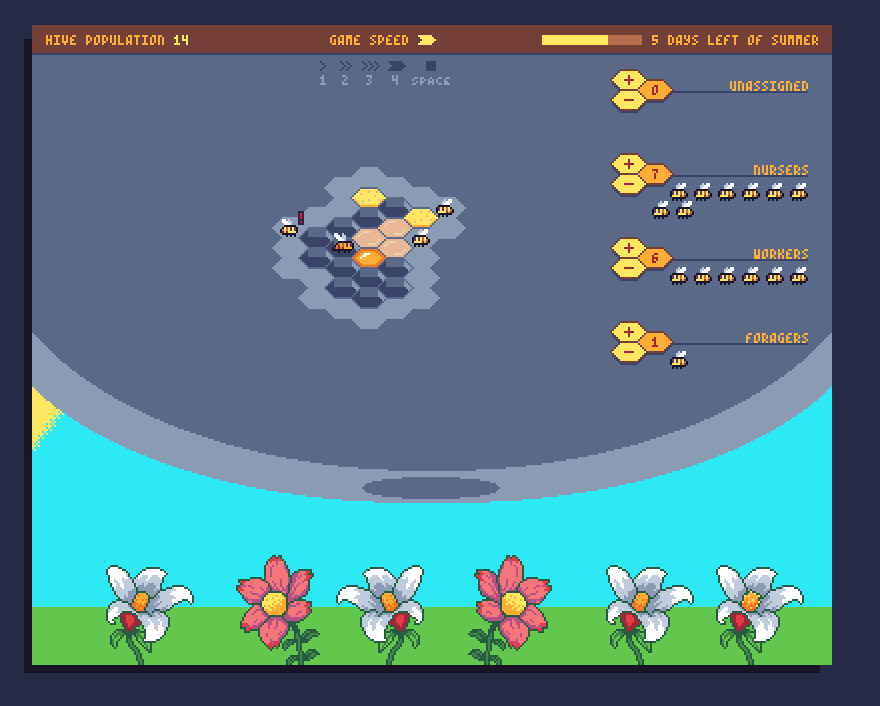 HIVE POPULATION 14
GAME SPEED
5 DAYS LEFT OF SUMMER
1 2 3 4 SPACE
+
0 UNASSIGNED
-
+
7 NURSERS
-
!
+
6 WORKERS
-
+
1 FORAGERS
-